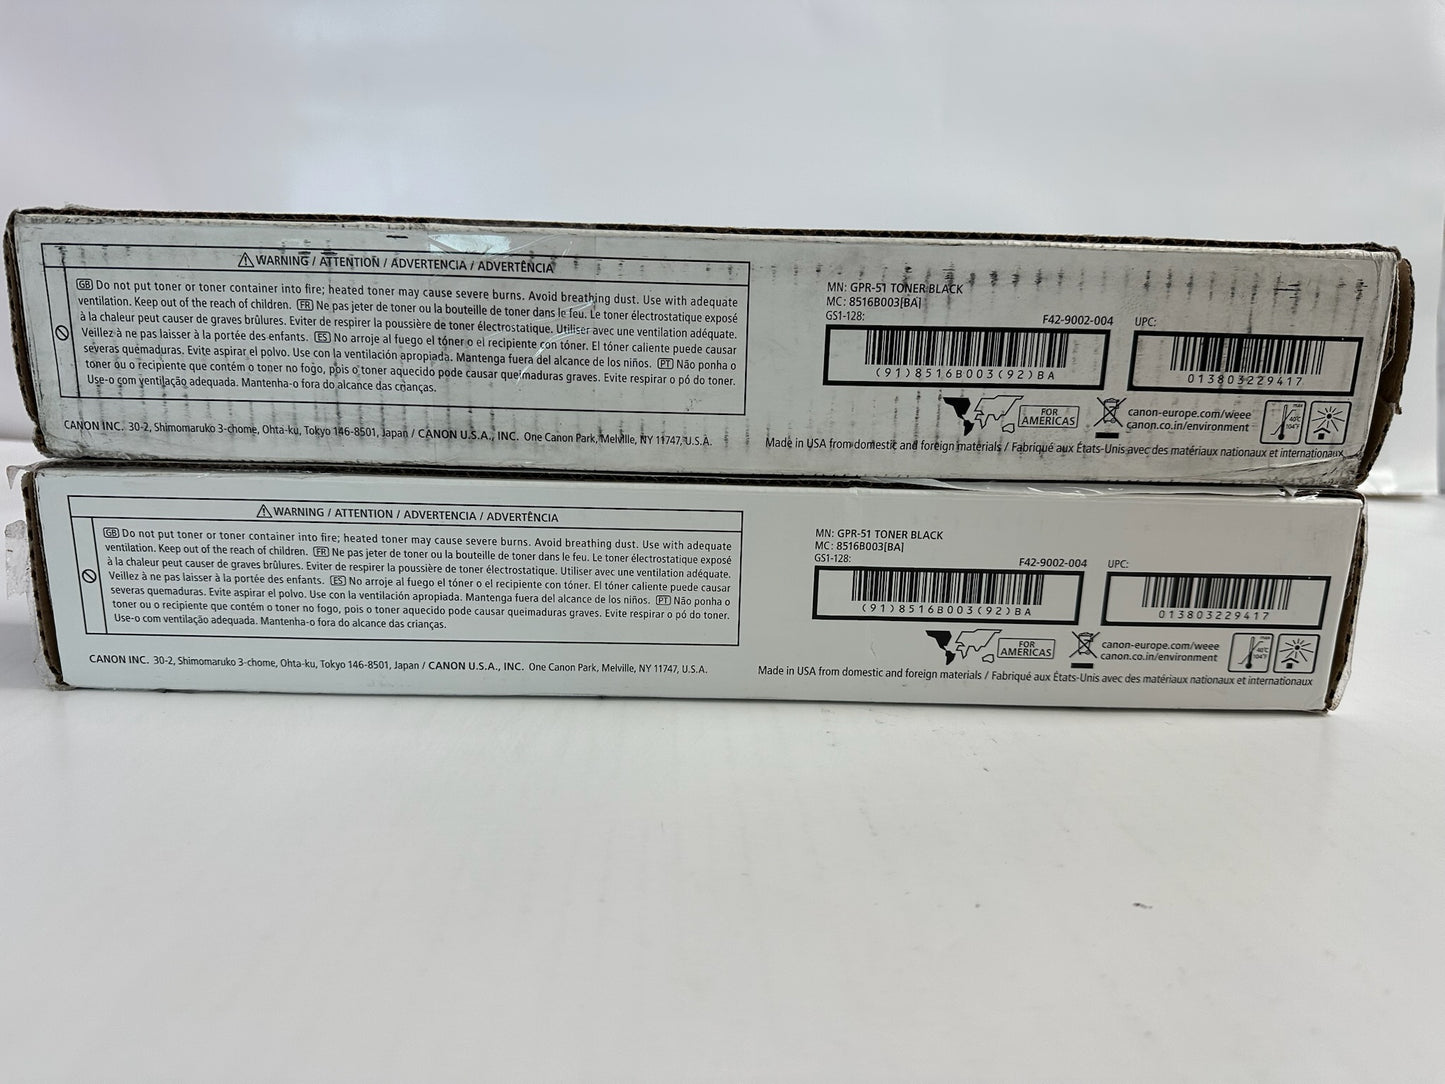 WARNING / ATTENTION / ADVERTENCIA / ADVERTÊNCIA
GB Do not put toner or toner container into fire; heated toner may cause severe burns. Avoid breathing dust. Use with adequate
ventilation. Keep out of the reach of children. FR Ne pas jeter de toner ou la bouteille de toner dans le feu. Le toner électrostatique exposé
à la chaleur peut causer de graves brûlures. Eviter de respirer la poussière de toner électrostatique. Utiliser avec une ventilation adéquate.
Veillez à ne pas laisser à la portée des enfants. ES No arroje al fuego el tóner o el recipiente con tóner. El tóner caliente puede causar
severas quemaduras. Evite aspirar el polvo. Use con la ventilación apropiada. Mantenga fuera del alcance de los niños. PT Não ponha o
toner ou o recipiente que contém o toner no fogo, pois o toner aquecido pode causar queimaduras graves. Evite respirar o pó do toner.
Use-o com ventilação adequada. Mantenha-o fora do alcance das crianças.
CANON INC. 30-2, Shimomaruko 3-chome, Ohta-ku, Tokyo 146-8501, Japan / CANON U.S.A., INC. One Canon Park, Melville, NY 11747, U.S.A.
MN: GPR-51 TONER BLACK
MC: 8516B003[BA]
GS1-128:
F42-9002-004
UPC:
(91)8516B003(92)BA
013803229417
FOR
AMERICAS
canon-europe.com/weee
canon.co.in/environment
max
40°C
104°F
Made in USA from domestic and foreign materials / Fabriqué aux États-Unis avec des matériaux nationaux et internationaux
WARNING / ATTENTION / ADVERTENCIA / ADVERTÊNCIA
GB Do not put toner or toner container into fire; heated toner may cause severe burns. Avoid breathing dust. Use with adequate
ventilation. Keep out of the reach of children. FR Ne pas jeter de toner ou la bouteille de toner dans le feu. Le toner électrostatique exposé
à la chaleur peut causer de graves brûlures. Eviter de respirer la poussière de toner électrostatique. Utiliser avec une ventilation adéquate.
Veillez à ne pas laisser à la portée des enfants. ES No arroje al fuego el tóner o el recipiente con tóner. El tóner caliente puede causar
severas quemaduras. Evite aspirar el polvo. Use con la ventilación apropiada. Mantenga fuera del alcance de los niños. PT Não ponha o
toner ou o recipiente que contém o toner no fogo, pois o toner aquecido pode causar queimaduras graves. Evite respirar o pó do toner.
Use-o com ventilação adequada. Mantenha-o fora do alcance das crianças.
CANON INC. 30-2, Shimomaruko 3-chome, Ohta-ku, Tokyo 146-8501, Japan / CANON U.S.A., INC. One Canon Park, Melville, NY 11747, U.S.A.
MN: GPR-51 TONER BLACK
MC: 8516B003[BA]
GS1-128:
F42-9002-004
UPC:
(91)8516B003(92)BA
013803229417
FOR
AMERICAS
canon-europe.com/weee
canon.co.in/environment
max
40°C
104°F
Made in USA from domestic and foreign materials / Fabriqué aux États-Unis avec des matériaux nationaux et internationaux